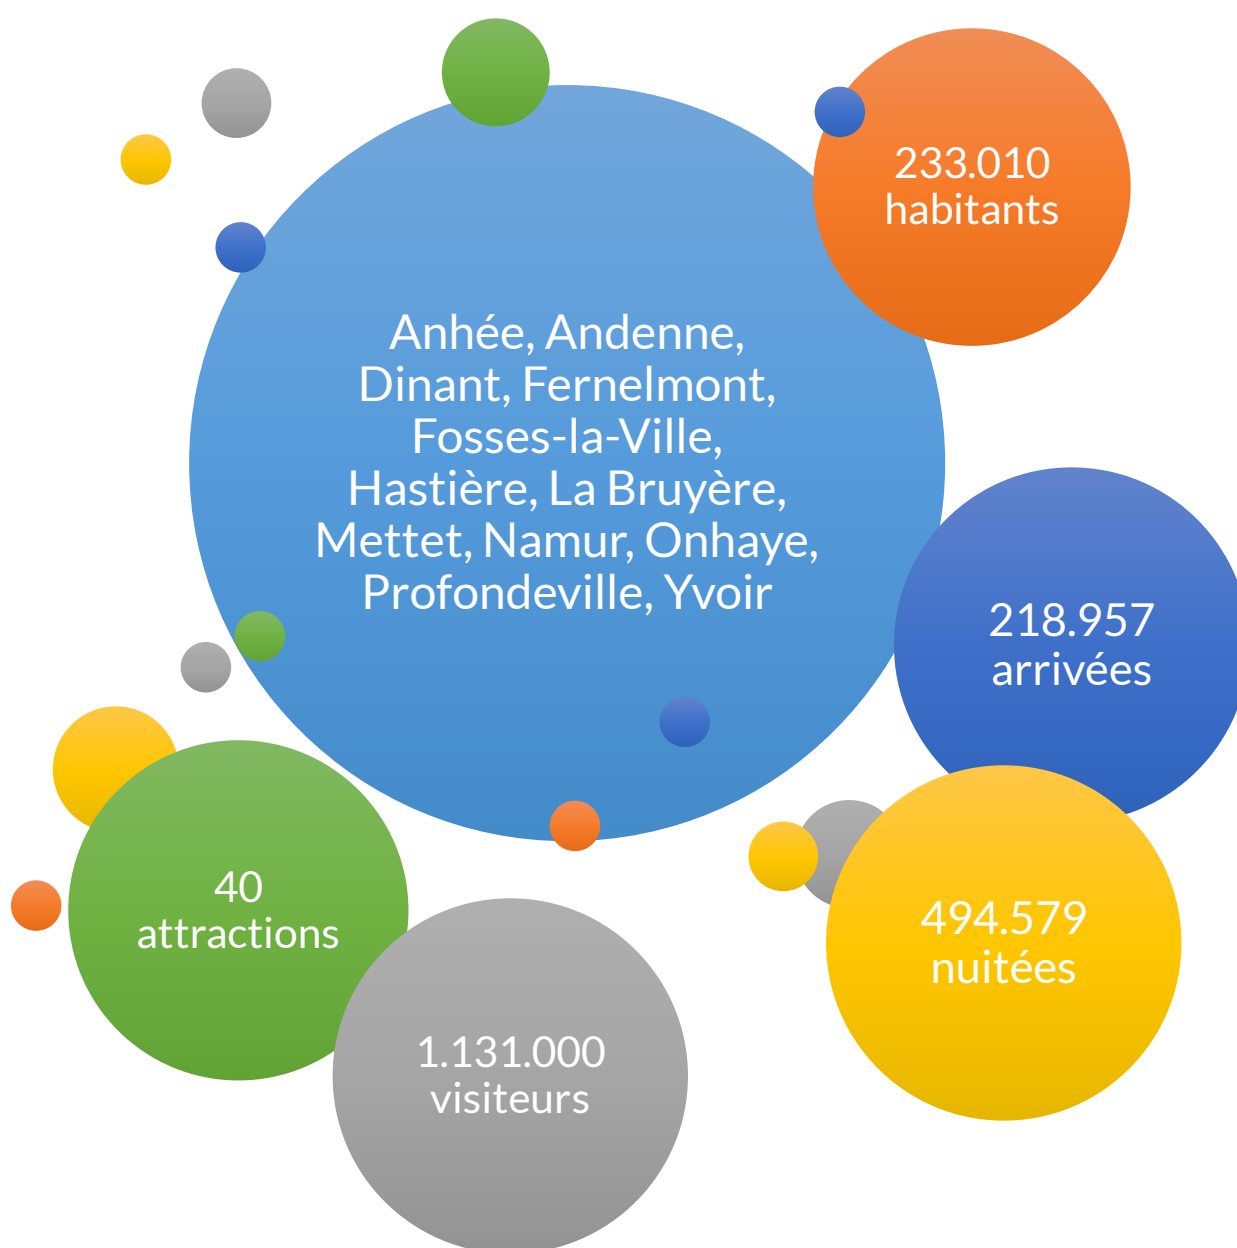 233.010
habitants
Anhée, Andenne,
Dinant, Fernelmont,
Fosses-la-Ville,
Hastière, La Bruyère,
Mettet, Namur, Onhaye,
Profondeville, Yvoir
218.957
arrivées
40
attractions
494.579
nuitées
1.131.000
visiteurs